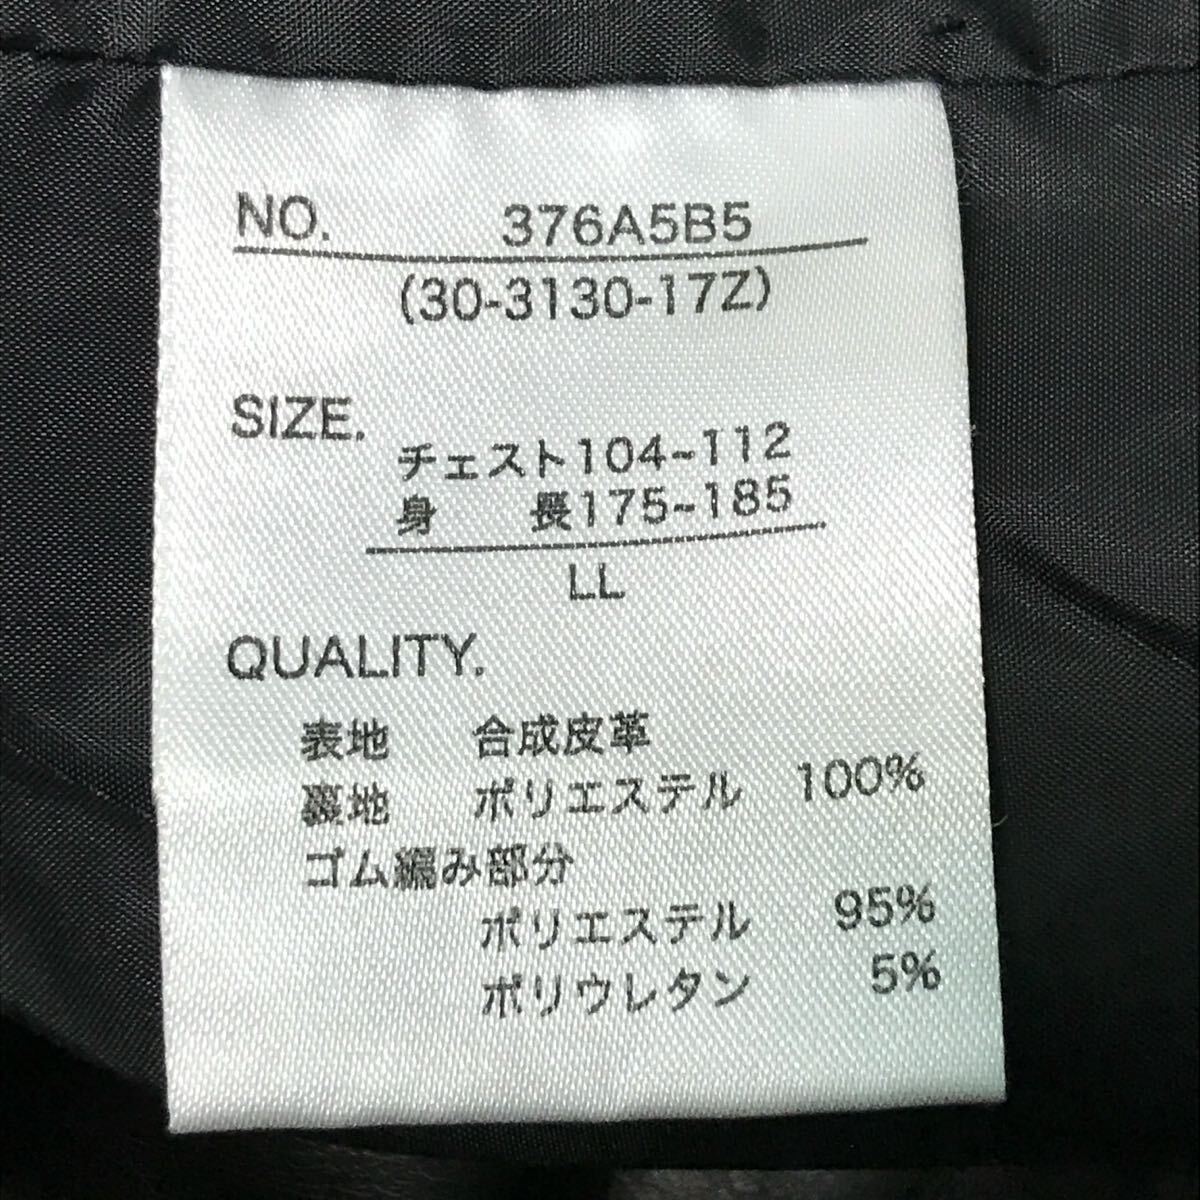 NO. 376A5B5
(30-3130-17Z)
SIZE.
チェスト104~112
身 長175~185
LL
QUALITY.
表地 合成皮革
裏地 ポリエステル 100%
ゴム編み部分
ポリエステル 95%
ポリウレタン 5%